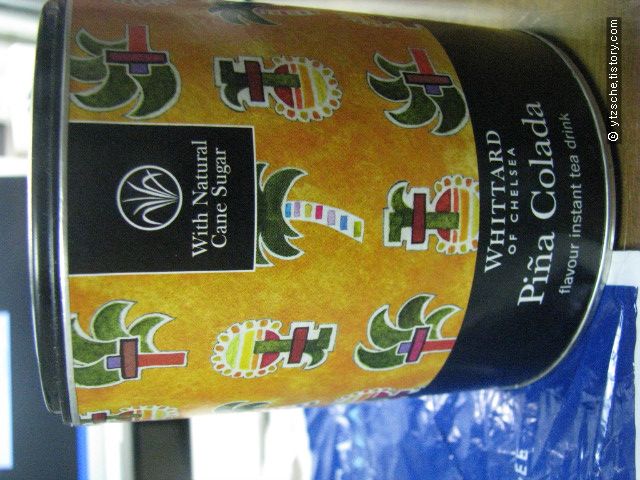 With Natural
Cane Sugar
WHITTARD
OF CHELSEA
Piña Colada
flavour instant tea drink
© ytzsche.tistory.com